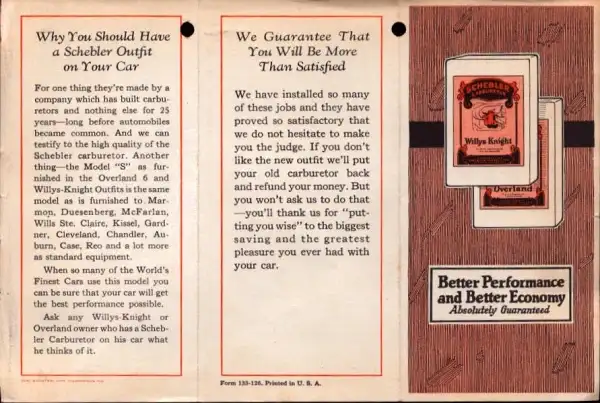 Why You Should Have
a Schebler Outfit
on Your Car
For one thing they're made by a
company which has built carbu-
retors and nothing else for 25
years—long before automobiles
became common. And we can
testify to the high quality of the
Schebler carburetor. Another
thing—the Model "S" as fur-
nished in the Overland 6 and
Willys-Knight Outfits is the same
model as is furnished to Mar-
mon, Duesenberg, McFarlan,
Wills Ste. Claire, Kissel, Gard-
ner, Cleveland, Chandler, Au-
burn, Case, Reo and a lot more
as standard equipment.
When so many of the World's
Finest Cars use this model you
can be sure that your car will get
the best performance possible.
Ask any Willys-Knight or
Overland owner who has a Scheb-
ler Carburetor on his car what
he thinks of it.
We Guarantee That
You Will Be More
Than Satisfied
We have installed so many
of these jobs and they have
proved so satisfactory that
we do not hesitate to make
you the judge. If you don't
like the new outfit we'll put
your old carburetor back
and refund your money. But
you won't ask us to do that
—you'll thank us for "put-
ting you wise" to the biggest
saving and the greatest
pleasure you ever had with
your car.
Form 135-126. Printed in U. S. A.
SCHEBLER
CARBURETOR
Willys Knight
Overland
Better Performance
and Better Economy
Absolutely Guaranteed